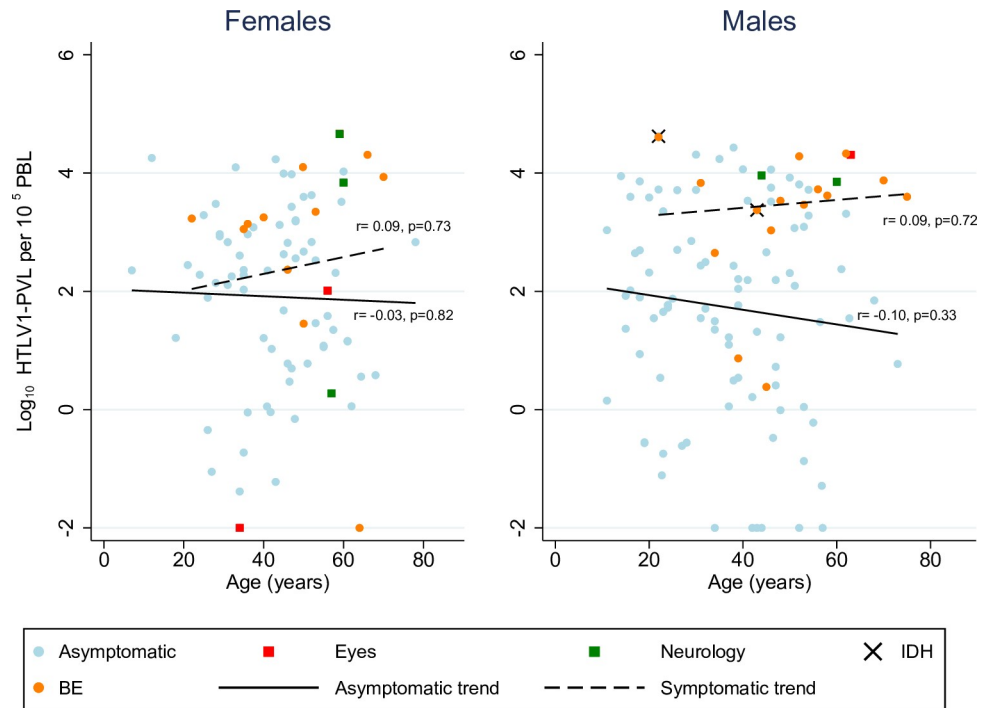 Females
Males
Log₁₀ HTLV1-PVL per 10⁵ PBL
6
4
2
0
-2
r= 0.09, p=0.73
r= -0.03, p=0.82
0 20 40 60 80
Age (years)
6
4
2
0
-2
r= 0.09, p=0.72
r= -0.10, p=0.33
0 20 40 60 80
Age (years)
Asymptomatic Eyes Neurology IDH
BE Asymptomatic trend Symptomatic trend